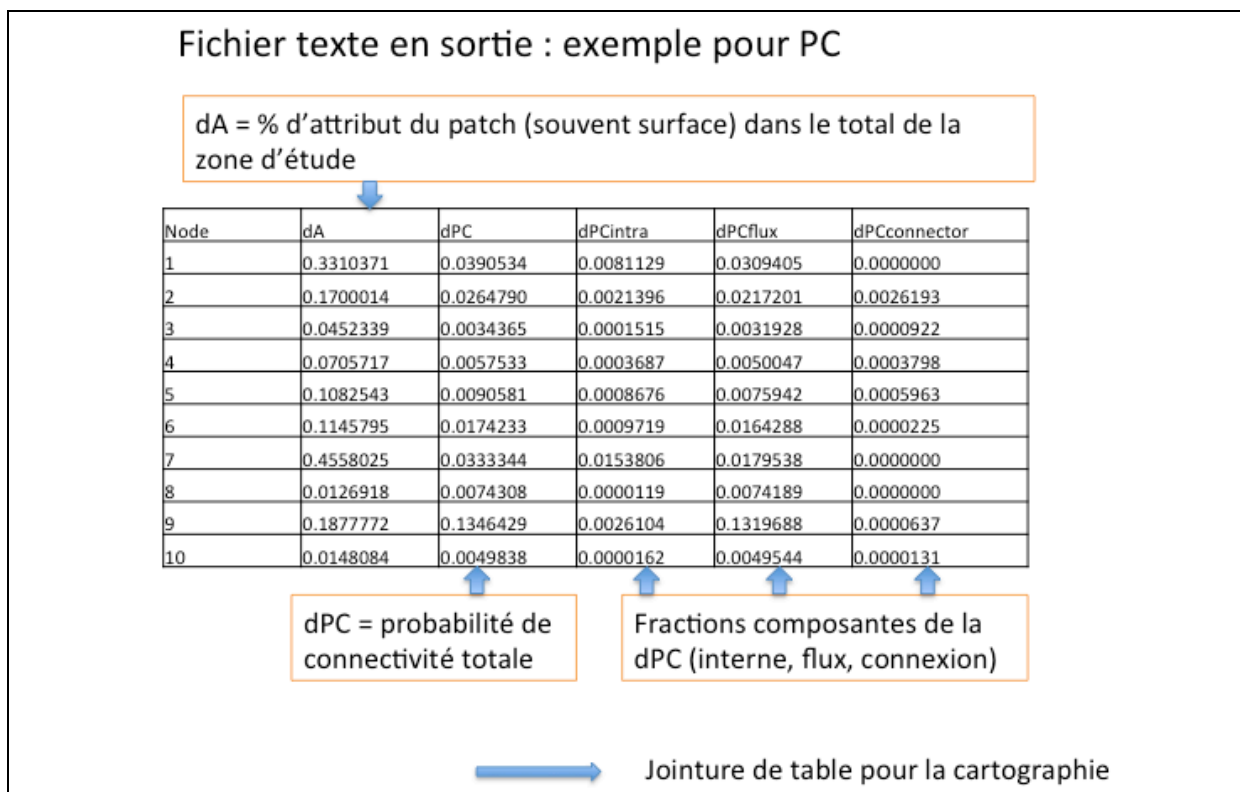 Fichier texte en sortie : exemple pour PC
dA = % d'attribut du patch (souvent surface) dans le total de la
zone d'étude
Node dA dPC dPCintra dPCflux dPCconnector
1 0.3310371 0.0390534 0.0081129 0.0309405 0.0000000
2 0.1700014 0.0264790 0.0021396 0.0217201 0.0026193
3 0.0452339 0.0034365 0.0001515 0.0031928 0.0000922
4 0.0705717 0.0057533 0.0003687 0.0050047 0.0003798
5 0.1082543 0.0090581 0.0008676 0.0075942 0.0005963
6 0.1145795 0.0174233 0.0009719 0.0164288 0.0000225
7 0.4558025 0.0333344 0.0153806 0.0179538 0.0000000
8 0.0126918 0.0074308 0.0000119 0.0074189 0.0000000
9 0.1877772 0.1346429 0.0026104 0.1319688 0.0000637
10 0.0148084 0.0049838 0.0000162 0.0049544 0.0000131
dPC = probabilité de
connectivité totale
Fractions composantes de la
dPC (interne, flux, connexion)
Jointure de table pour la cartographie